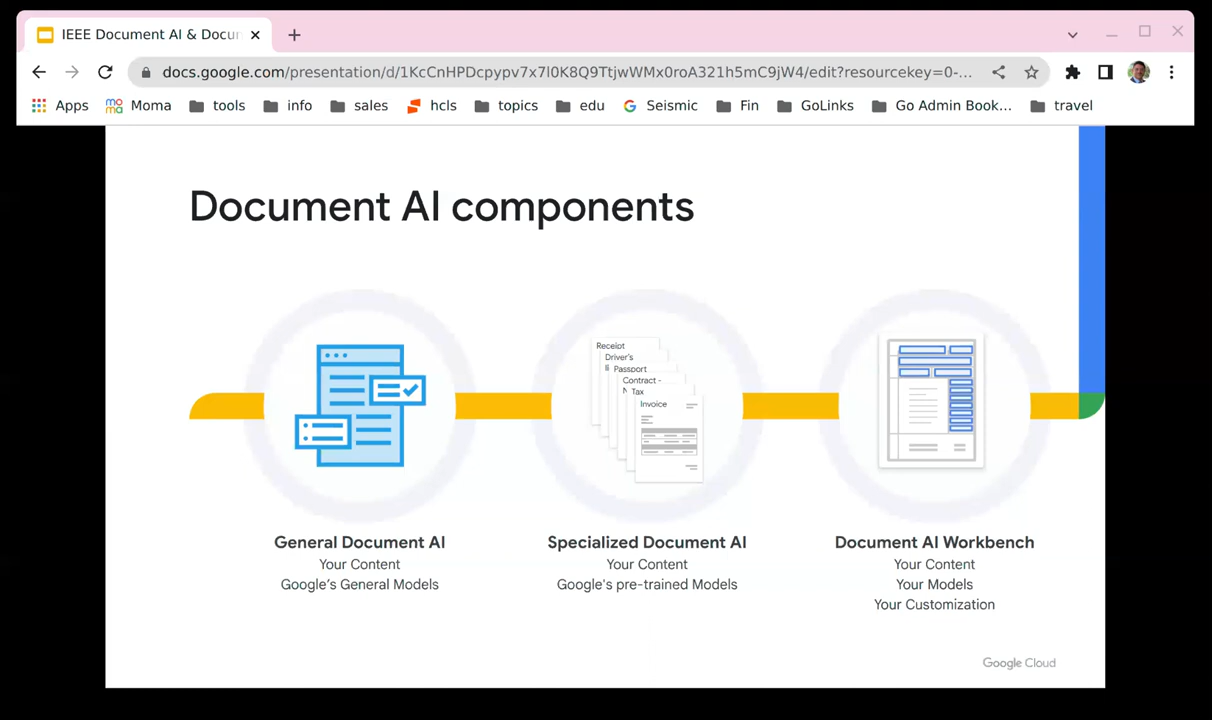 IEEE Document AI & Docu
docs.google.com/presentation/d/1KcCnHPDcpypv7x7l0K8Q9TtjwWMx0roA321h5mC9jW4/edit?resourcekey=0-...
Apps Moma tools info sales hcls topics edu Seismic Fin GoLinks Go Admin Book... travel
Document AI components
Receipt
Driver's
Passport
Contract -
Tax
Invoice
General Document AI
Your Content
Google's General Models
Specialized Document AI
Your Content
Google's pre-trained Models
Document AI Workbench
Your Content
Your Models
Your Customization
Google Cloud